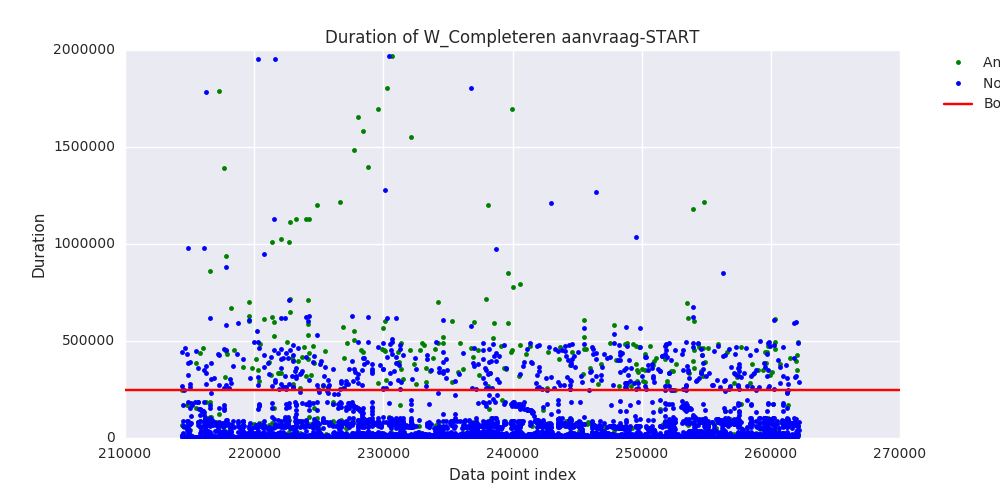 Duration of W_Completeren aanvraag-START
2000000
1500000
1000000
500000
0
Duration
210000 220000 230000 240000 250000 260000 270000
Data point index
An
No
Bo